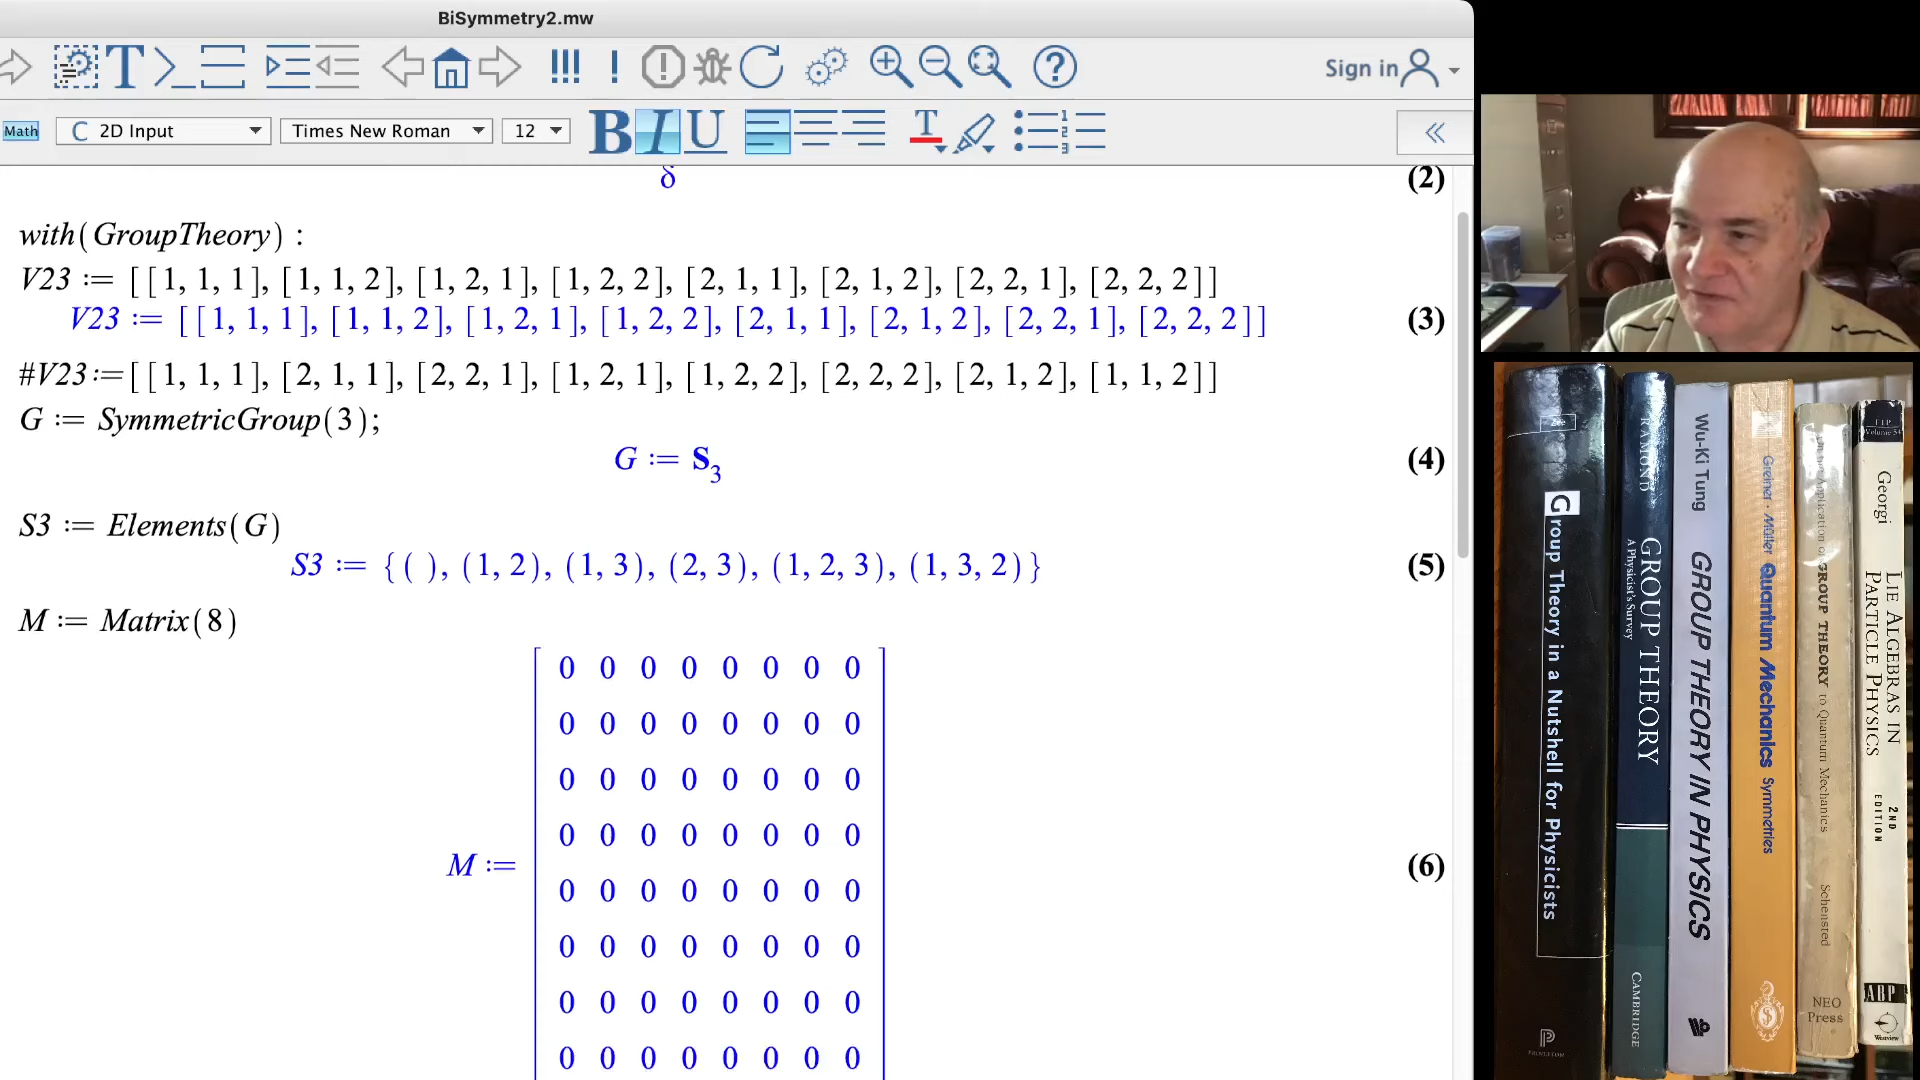 BiSymmetry2.mw
Sign in
Math
C 2D Input
Times New Roman
12
B I U
δ
(2)
with(GroupTheory) :
V23 := [[1, 1, 1], [1, 1, 2], [1, 2, 1], [1, 2, 2], [2, 1, 1], [2, 1, 2], [2, 2, 1], [2, 2, 2]]
V23 := [[1, 1, 1], [1, 1, 2], [1, 2, 1], [1, 2, 2], [2, 1, 1], [2, 1, 2], [2, 2, 1], [2, 2, 2]]
(3)
#V23:=[[1, 1, 1], [2, 1, 1], [2, 2, 1], [1, 2, 1], [1, 2, 2], [2, 2, 2], [2, 1, 2], [1, 1, 2]]
G := SymmetricGroup(3);
G := S3
(4)
S3 := Elements(G)
S3 := {( ), (1, 2), (1, 3), (2, 3), (1, 2, 3), (1, 3, 2)}
(5)
M := Matrix(8)
0 0 0 0 0 0 0 0
0 0 0 0 0 0 0 0
0 0 0 0 0 0 0 0
0 0 0 0 0 0 0 0
M :=
(6)
0 0 0 0 0 0 0 0
0 0 0 0 0 0 0 0
0 0 0 0 0 0 0 0
0 0 0 0 0 0 0 0
Zee
Group Theory in a Nutshell for Physicists
PRINCETON
RAMOND
GROUP THEORY
A Physicist's Survey
CAMBRIDGE
Wu-Ki Tung
GROUP THEORY IN PHYSICS
Greiner · Müller
Quantum Mechanics
Symmetries
Application of GROUP THEORY to Quantum Mechanics
Schensted
NEO
Press
FIP
Volume 54
Georgi
LIE ALGEBRAS IN
PARTICLE PHYSICS
2ND
EDITION
ABP
Westview